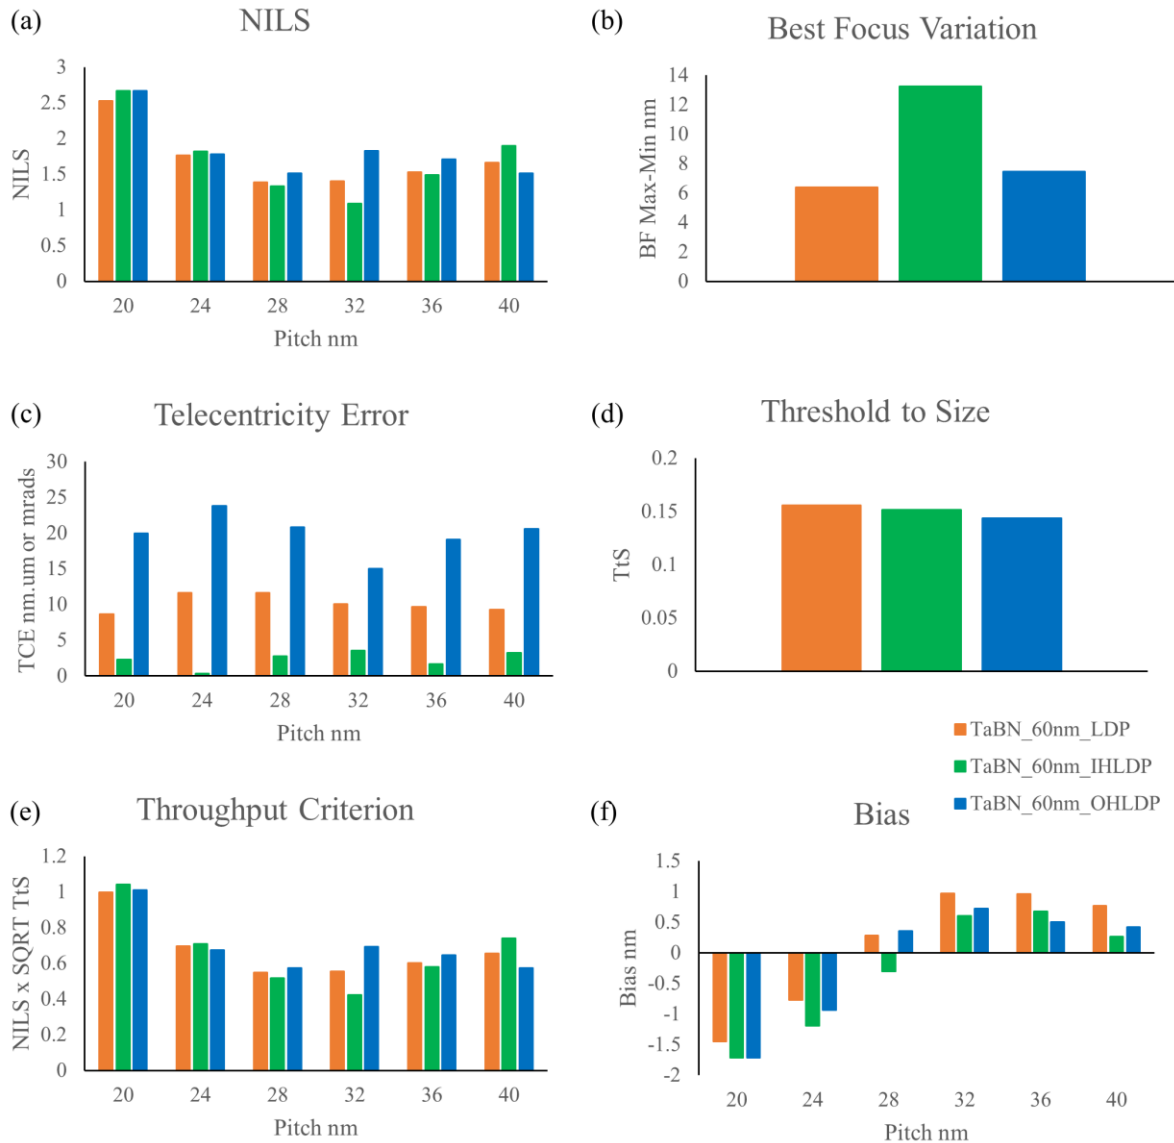 (a)
NILS
3
2.5
2
1.5
1
0.5
0
NILS
20 24 28 32 36 40
Pitch nm
(b)
Best Focus Variation
14
12
10
8
6
4
2
0
BF Max-Min nm
(c)
Telecentricity Error
30
25
20
15
10
5
0
TCE nm.um or mrads
20 24 28 32 36 40
Pitch nm
(d)
Threshold to Size
0.2
0.15
0.1
0.05
0
TtS
TaBN_60nm_LDP
TaBN_60nm_IHLDP
TaBN_60nm_OHLDP
(e)
Throughput Criterion
1.2
1
0.8
0.6
0.4
0.2
0
NILS x SQRT TtS
20 24 28 32 36 40
Pitch nm
(f)
Bias
1.5
1
0.5
0
-0.5
-1
-1.5
-2
Bias nm
20 24 28 32 36 40
Pitch nm